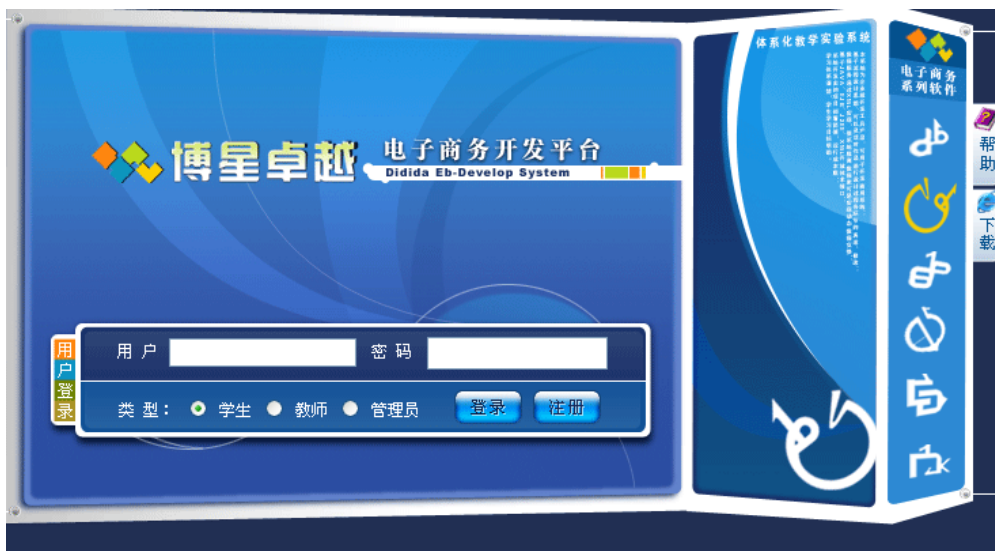 体系化教学实验系统
电子商务
系列软件
博星卓越
电子商务开发平台
Didida Eb-Develop System
帮助
下载
用户登录
用户
密码
类型：
学生
教师
管理员
登录
注册